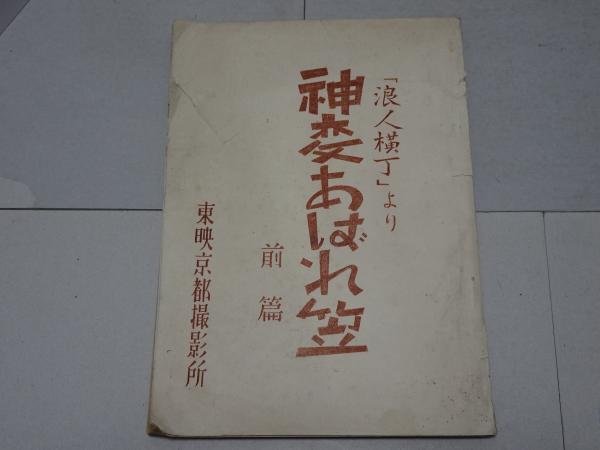 「浪人横丁」より
神変あばれ笠
前篇
東映京都撮影所